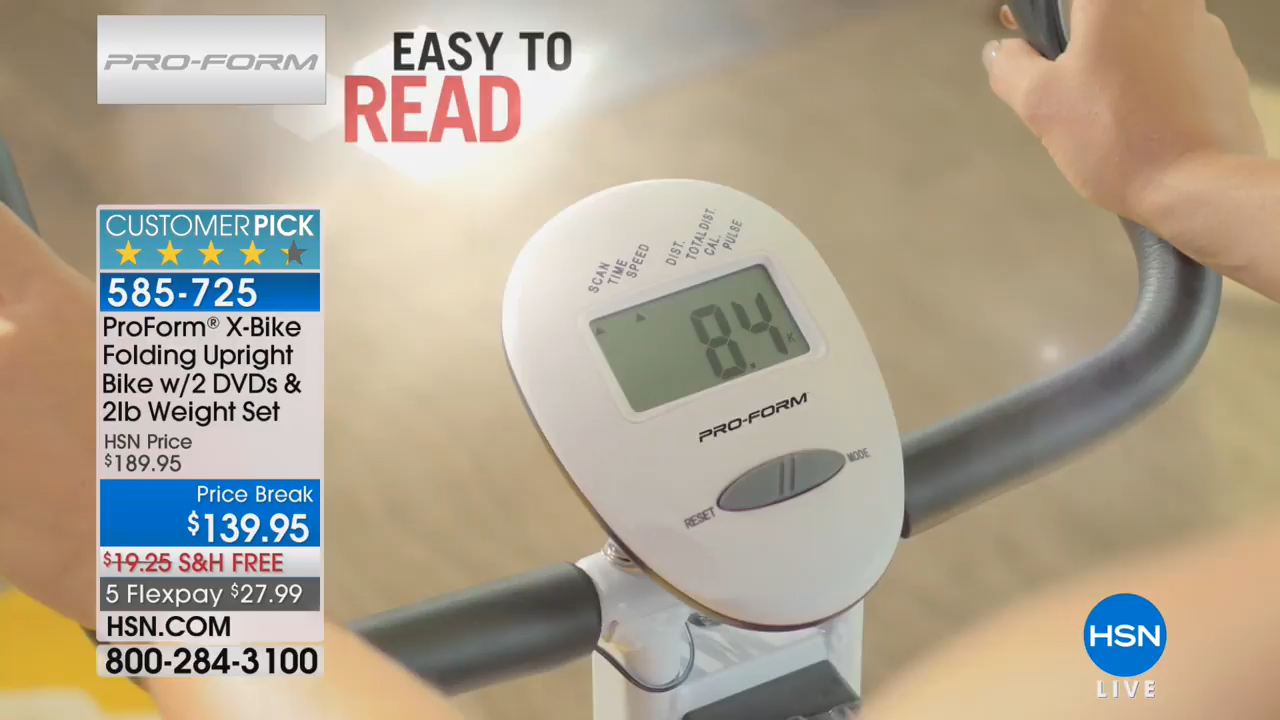 PRO-FORM
EASY TO
READ
CUSTOMER PICK
585-725
ProForm® X-Bike
Folding Upright
Bike w/2 DVDs &
2lb Weight Set
HSN Price
$189.95
Price Break
$139.95
$19.25 S&H FREE
5 Flexpay $27.99
HSN.COM
800-284-3100
SCAN
TIME
SPEED
DIST.
TOTAL DIST.
CAL.
PULSE
8.4 K
PRO-FORM
RESET
MODE
HSN
LIVE